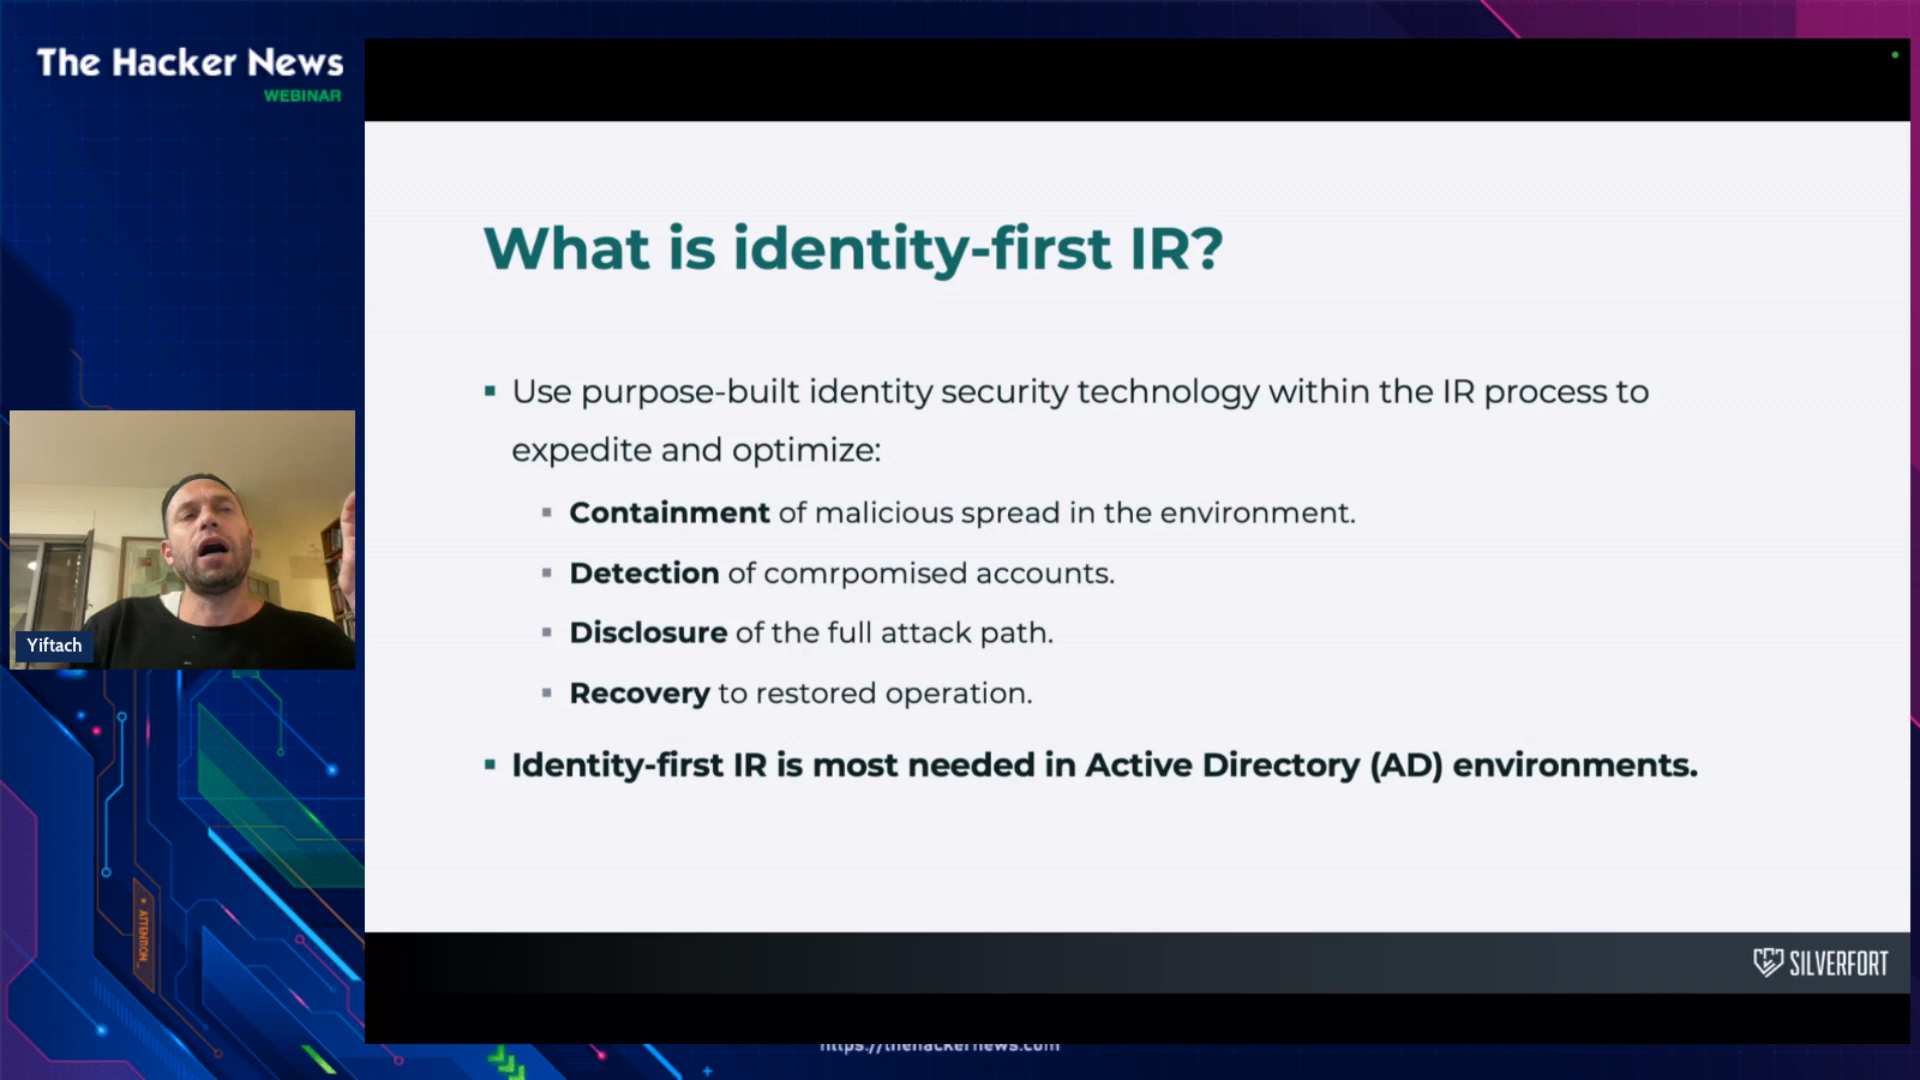 The Hacker News
WEBINAR
What is identity-first IR?
Use purpose-built identity security technology within the IR process to
expedite and optimize:
Containment of malicious spread in the environment.
Detection of comrpomised accounts.
Disclosure of the full attack path.
Recovery to restored operation.
Identity-first IR is most needed in Active Directory (AD) environments.
Yiftach
ATTENTION
SILVERFORT
https://thehackernews.com